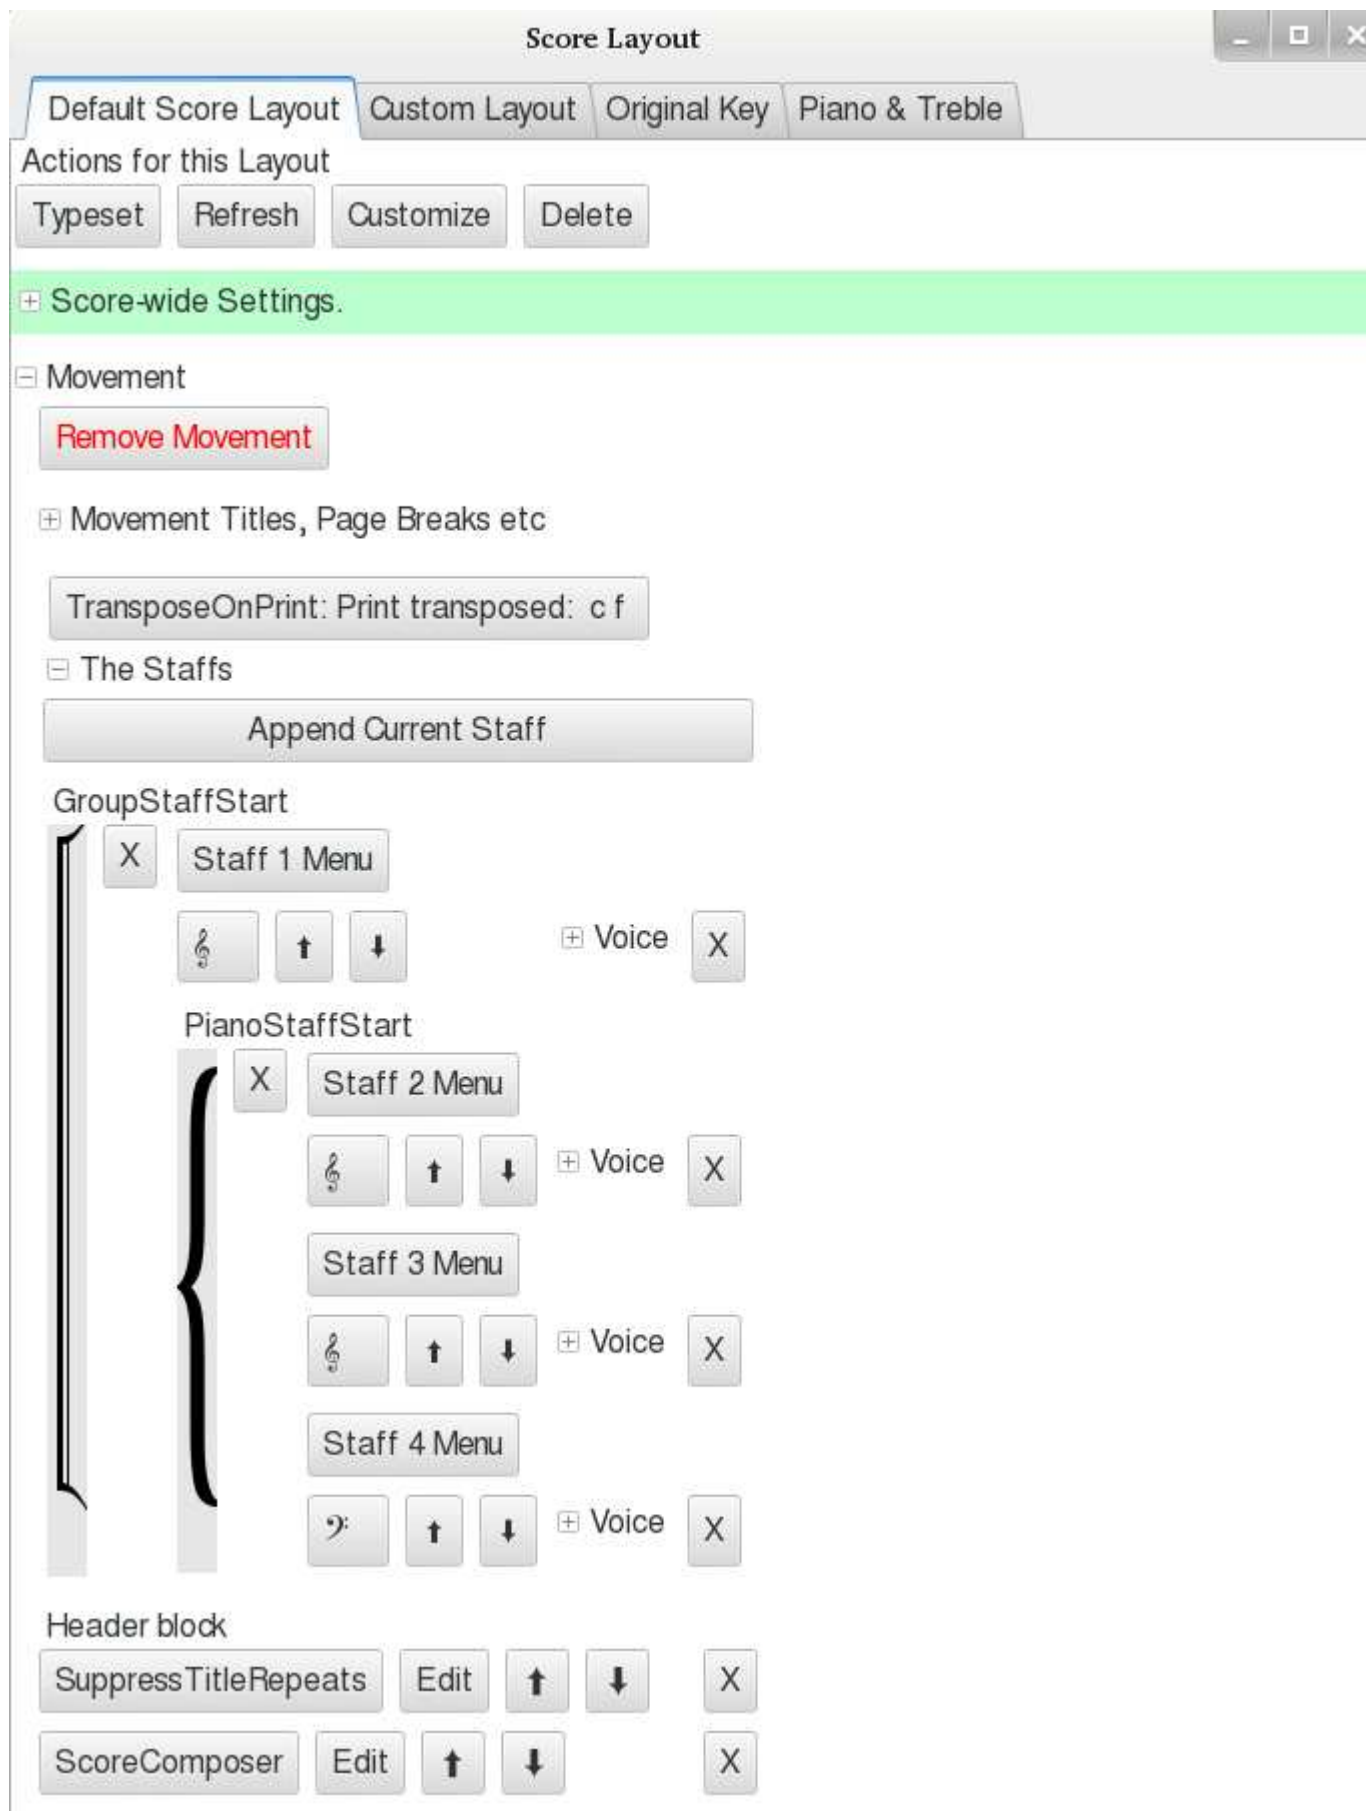 Score Layout
Default Score Layout Custom Layout Original Key Piano & Treble
Actions for this Layout
Typeset Refresh Customize Delete
Score-wide Settings.
Movement
Remove Movement
Movement Titles, Page Breaks etc
TransposeOnPrint: Print transposed: c f
The Staffs
Append Current Staff
GroupStaffStart
X Staff 1 Menu
Voice X
PianoStaffStart
X Staff 2 Menu
Voice X
Staff 3 Menu
Voice X
Staff 4 Menu
Voice X
Header block
SuppressTitleRepeats Edit X
ScoreComposer Edit X